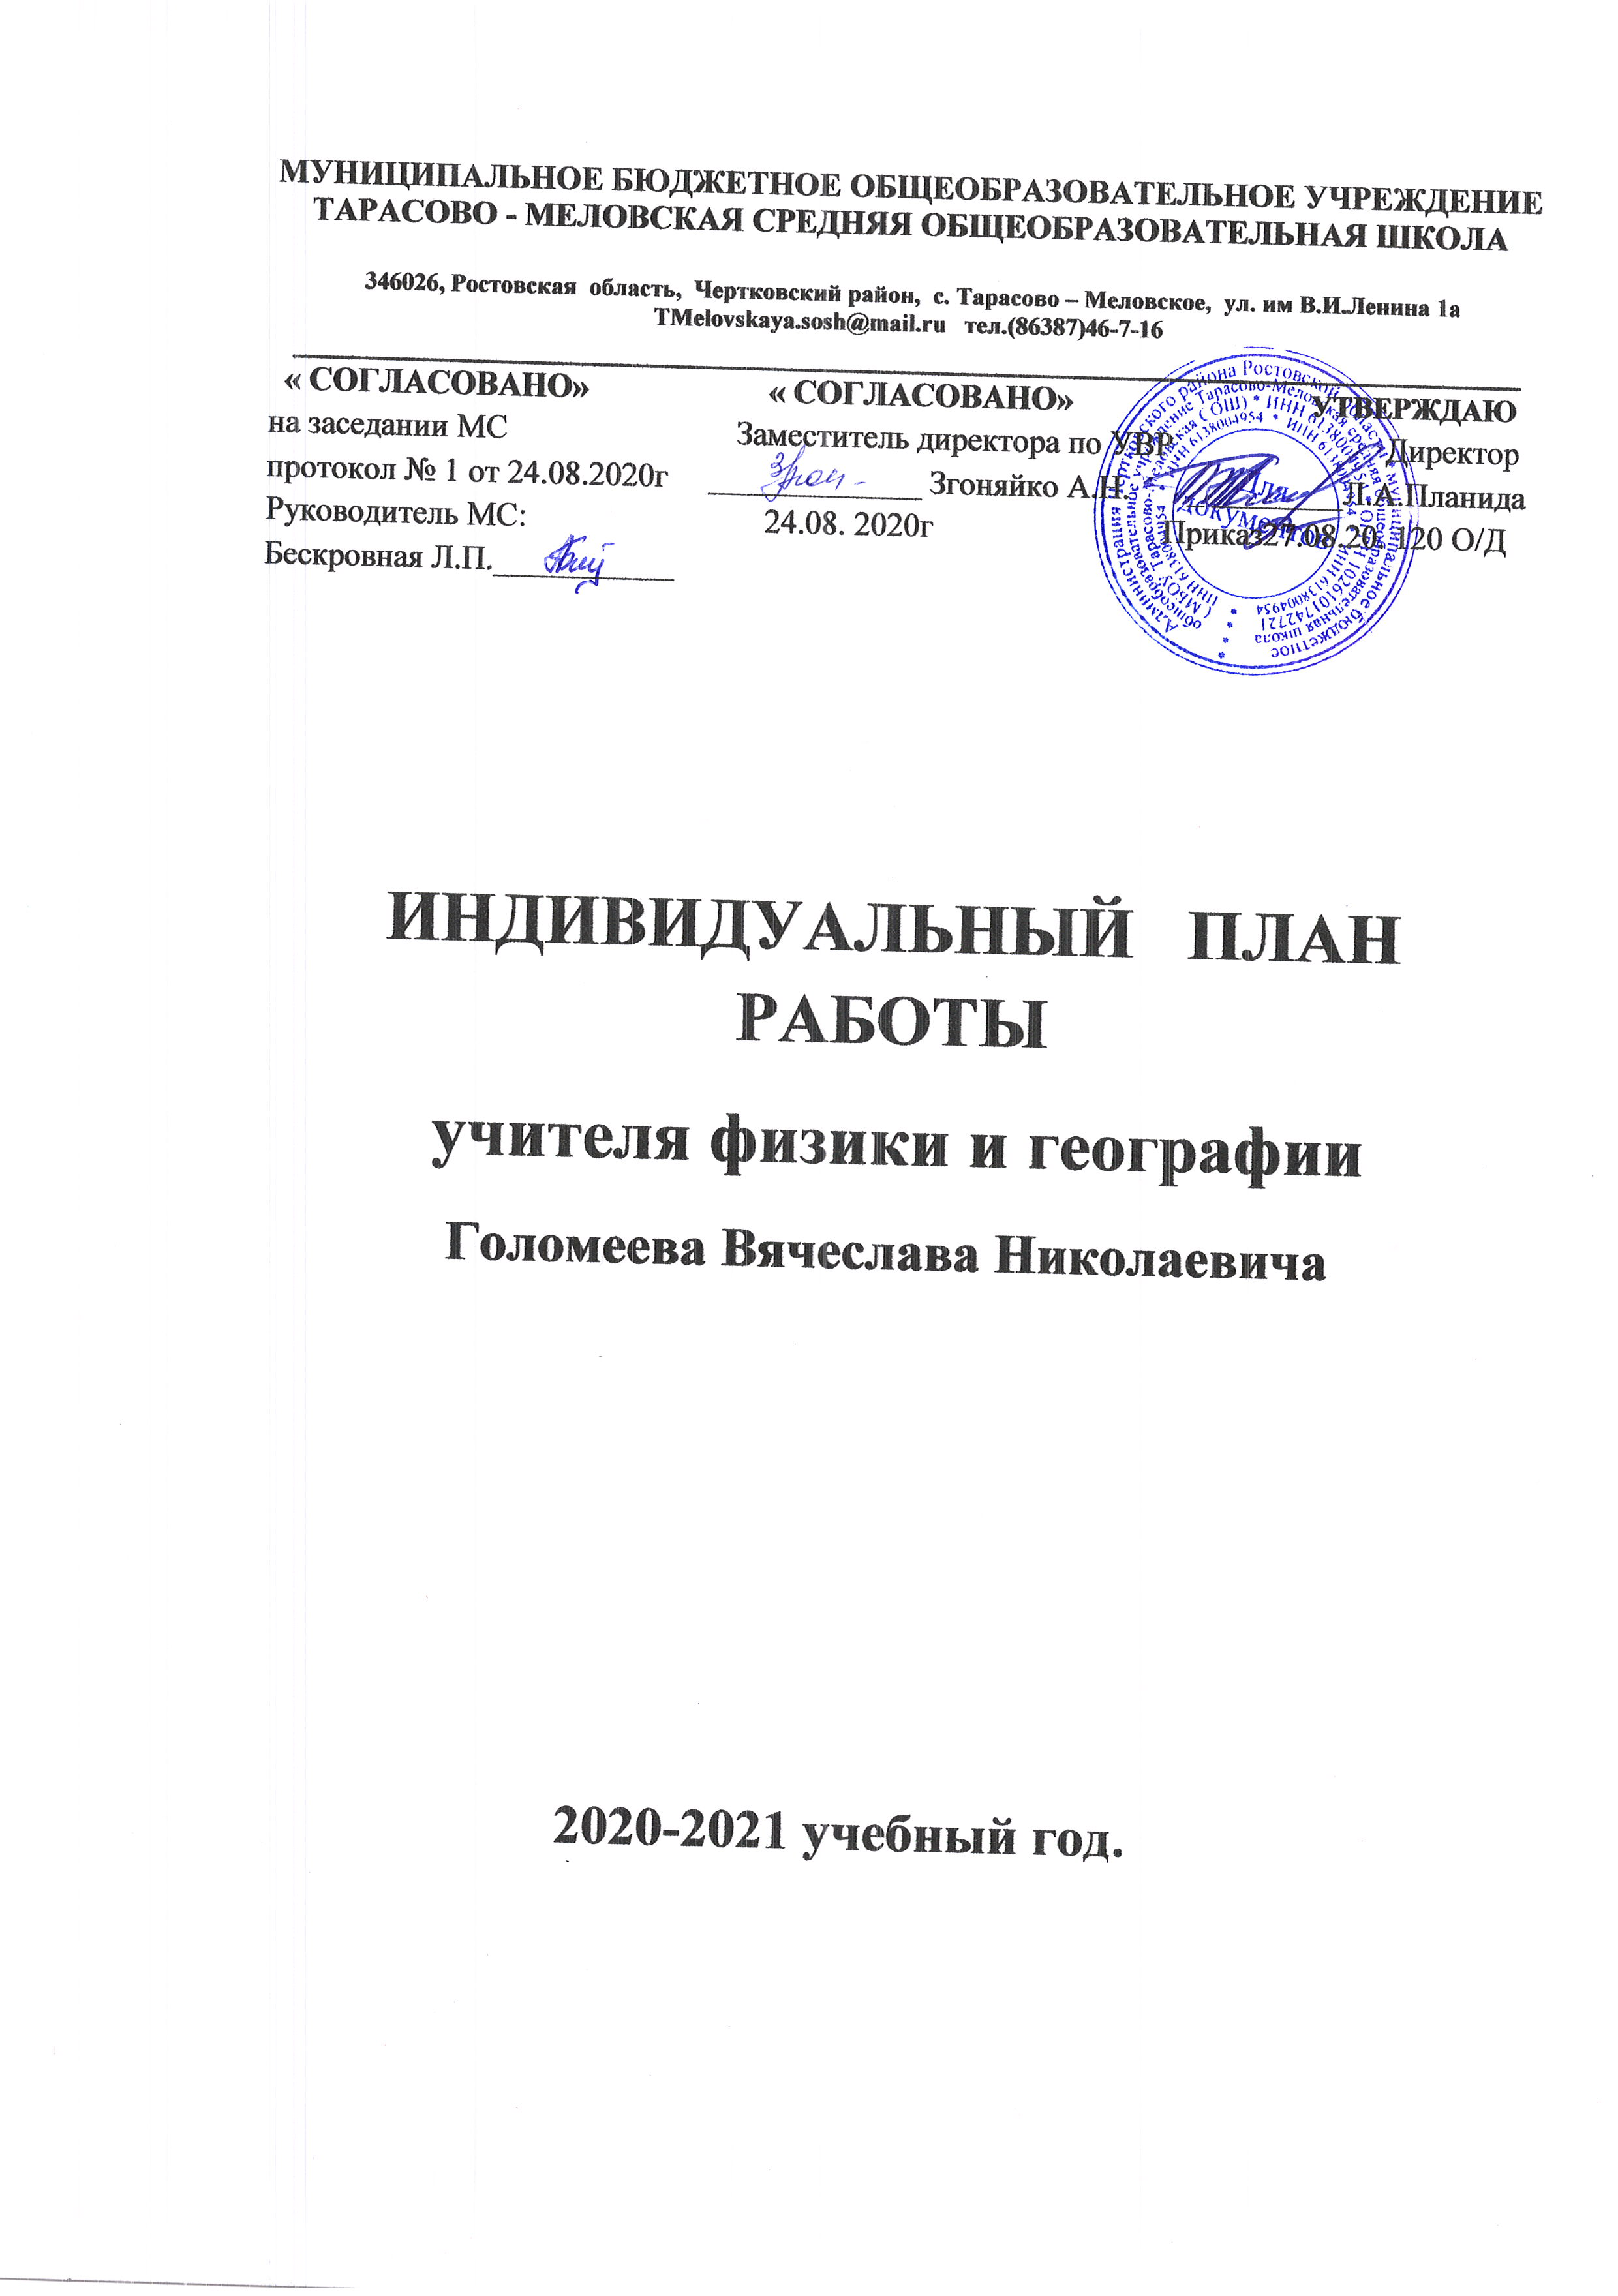 МУНИЦИПАЛЬНОЕ БЮДЖЕТНОЕ ОБЩЕОБРАЗОВАТЕЛЬНОЕ УЧРЕЖДЕНИЕ
ТАРАСОВО - МЕЛОВСКАЯ СРЕДНЯЯ ОБЩЕОБРАЗОВАТЕЛЬНАЯ ШКОЛА
346026, Ростовская область, Чертковский район, с. Тарасово – Меловское, ул. им В.И.Ленина 1а
TMelovskaya.sosh@mail.ru тел.(86387)46-7-16
« СОГЛАСОВАНО»
на заседании МС
протокол № 1 от 24.08.2020г
Руководитель МС:
Бескровная Л.П.
« СОГЛАСОВАНО»
Заместитель директора по УВР
Згоняйко А.Н.
24.08. 2020г
УТВЕРЖДАЮ
Директор
Л.А.Планида
Приказ27.08.20. 120 О/Д
Для
документов
ИНДИВИДУАЛЬНЫЙ ПЛАН
РАБОТЫ
учителя физики и географии
Голомеева Вячеслава Николаевича
2020-2021 учебный год.